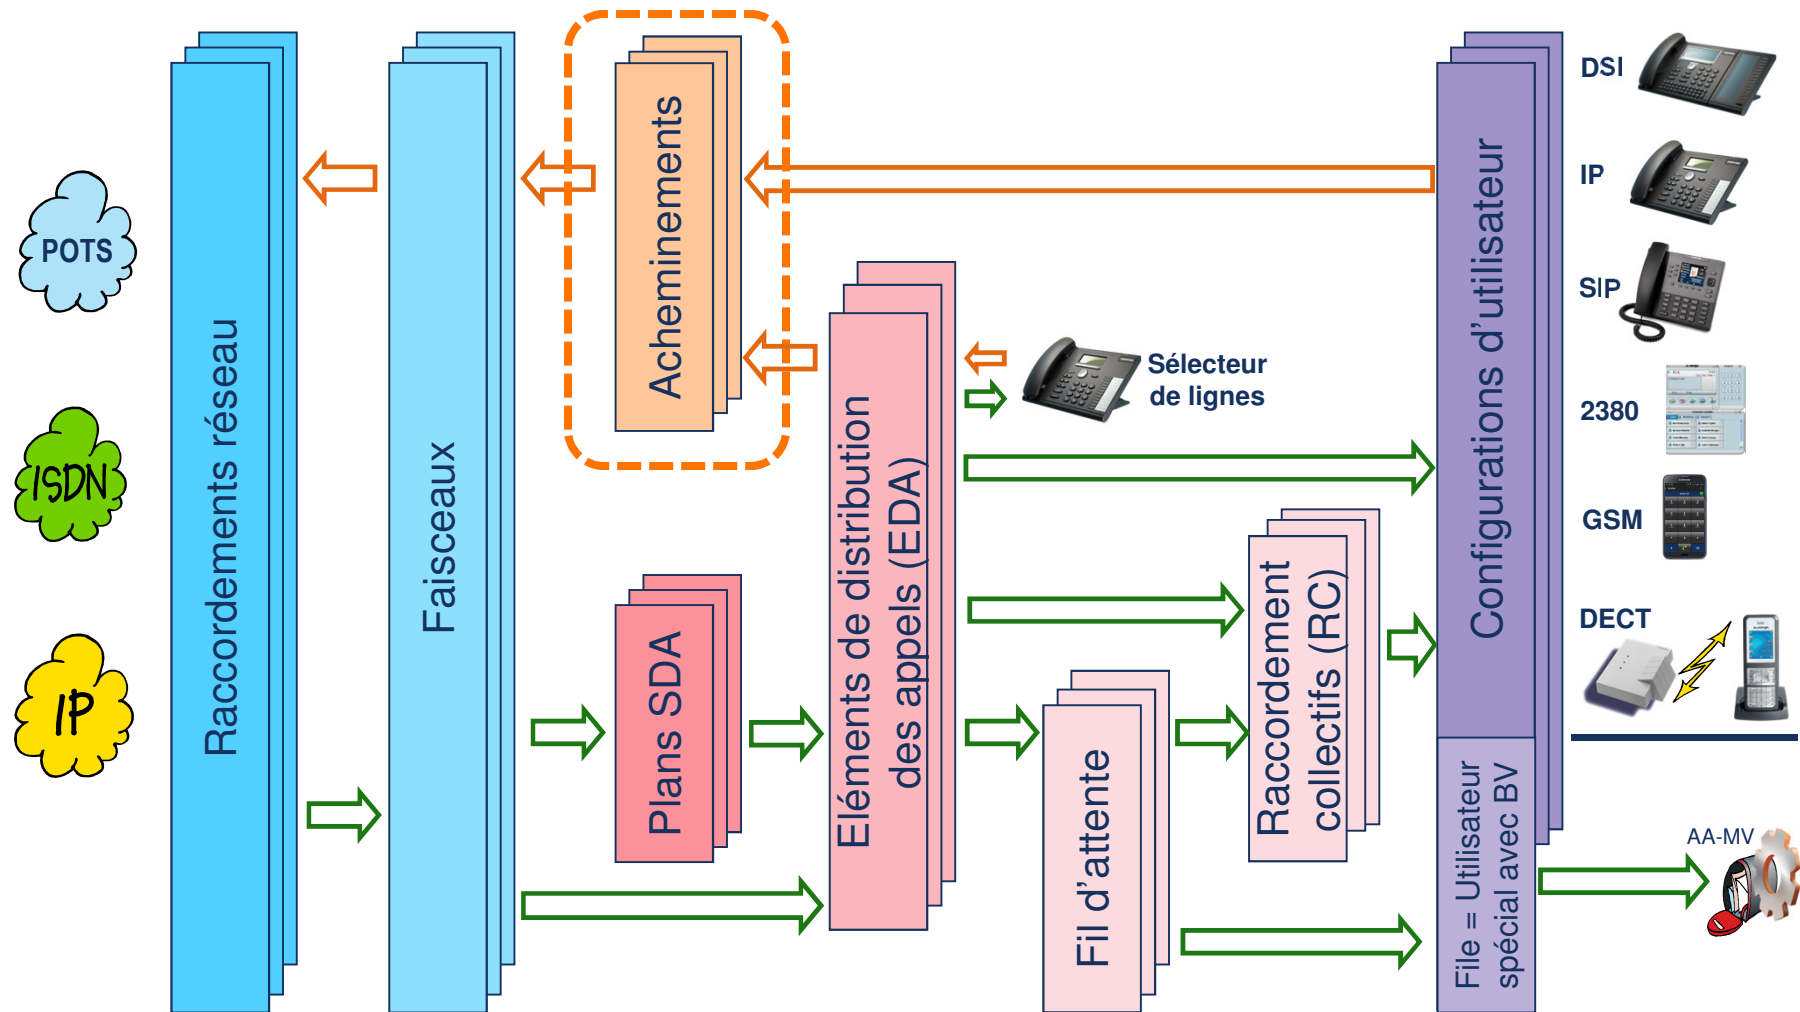 POTS
ISDN
IP
Raccordements réseau
Faisceaux
Acheminements
Plans SDA
Eléments de distribution
des appels (EDA)
Sélecteur
de lignes
Fil d'attente
Raccordement
collectifs (RC)
Configurations d'utilisateur
File = Utilisateur
spécial avec BV
DSI
IP
SIP
2380
GSM
DECT
AA-MV